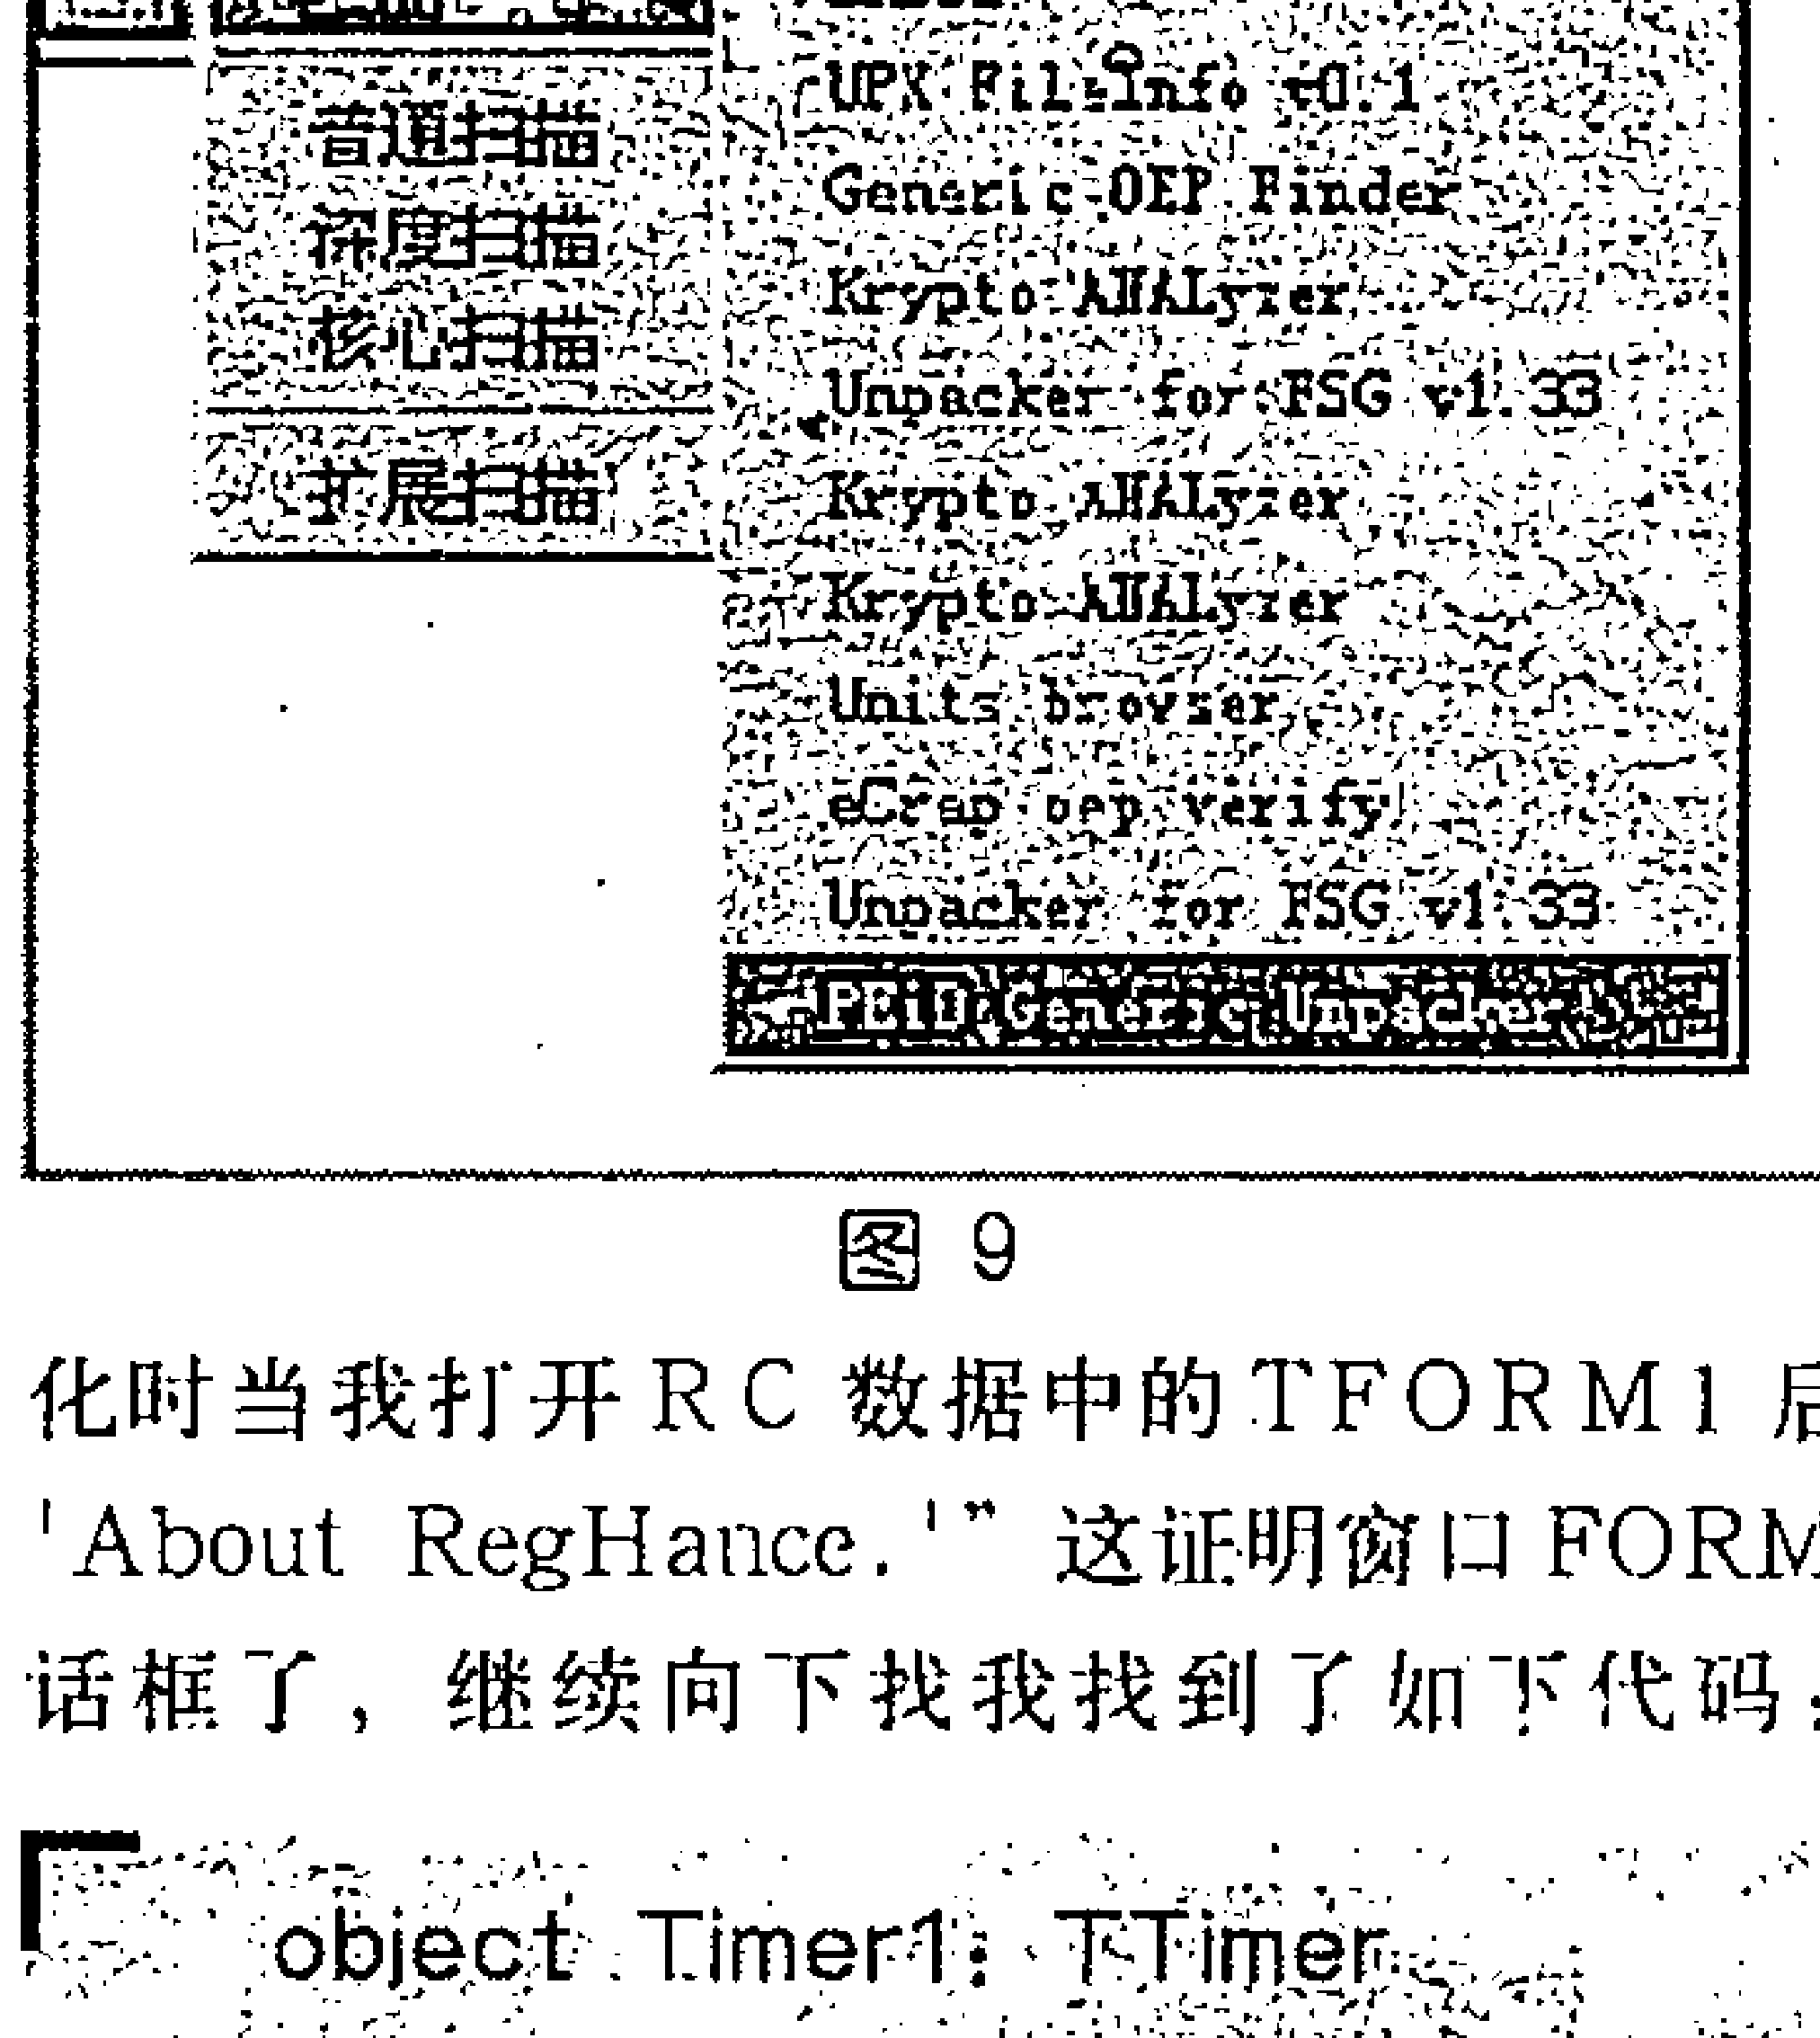 普通扫描
深度扫描
核心扫描
扩展扫描
UPX FileInfo v0.1
Generic OEP Finder
Krypto ANALyzer
Unpacker for FSG v1.33
Krypto ANALyzer
Krypto ANALyzer
Units browser
eCrap oep verify
Unpacker for FSG v1.33
PEiD Generic Unpacker
图 9
化时当我打开RC 数据中的TFORM1 后
'About RegHance.'” 这证明窗口FORM
话框了, 继续向下找我找到了如下代码:
object Timer1: TTimer